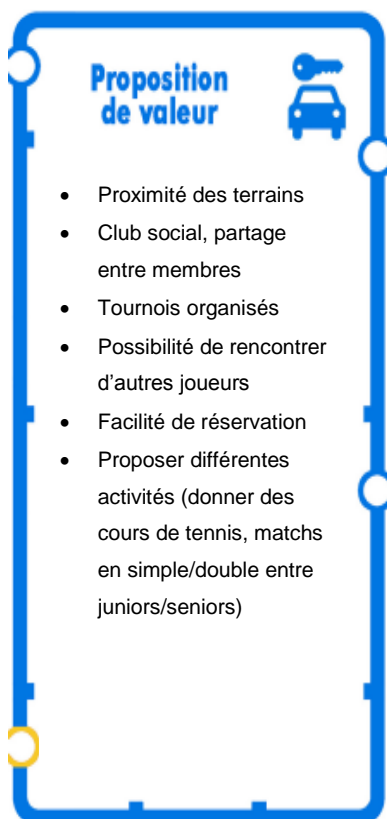 Proposition
de valeur
• Proximité des terrains
• Club social, partage
entre membres
• Tournois organisés
• Possibilité de rencontrer
d'autres joueurs
• Facilité de réservation
• Proposer différentes
activités (donner des
cours de tennis, matchs
en simple/double entre
juniors/seniors)